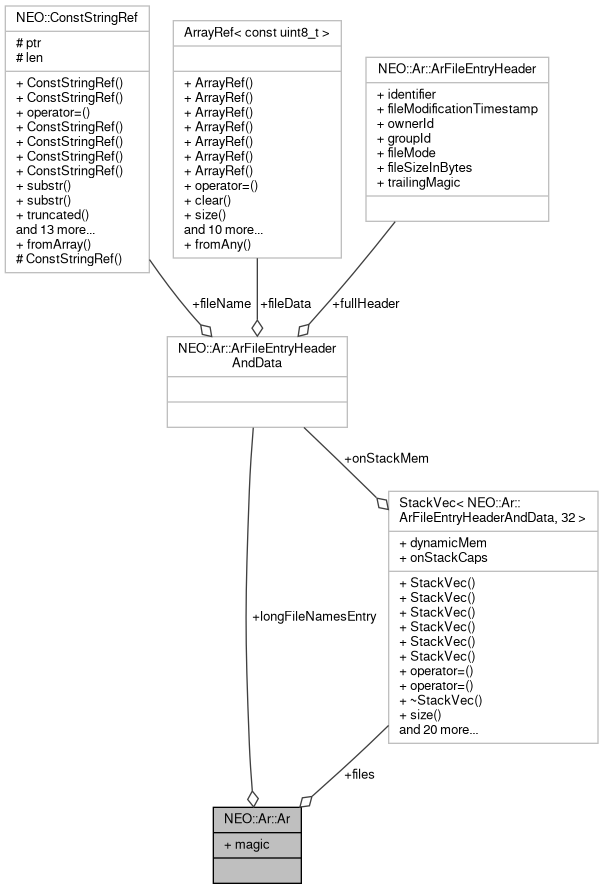 NEO::ConstStringRef
# ptr
# len
+ ConstStringRef()
+ ConstStringRef()
+ operator=()
+ ConstStringRef()
+ ConstStringRef()
+ ConstStringRef()
+ ConstStringRef()
+ substr()
+ substr()
+ truncated()
and 13 more...
+ fromArray()
# ConstStringRef()
ArrayRef< const uint8_t >
+ ArrayRef()
+ ArrayRef()
+ ArrayRef()
+ ArrayRef()
+ ArrayRef()
+ ArrayRef()
+ ArrayRef()
+ operator=()
+ clear()
+ size()
and 10 more...
+ fromAny()
NEO::Ar::ArFileEntryHeader
+ identifier
+ fileModificationTimestamp
+ ownerId
+ groupId
+ fileMode
+ fileSizeInBytes
+ trailingMagic
+fileName
+fileData
+fullHeader
NEO::Ar::ArFileEntryHeader
AndData
+onStackMem
StackVec< NEO::Ar::
ArFileEntryHeaderAndData, 32 >
+ dynamicMem
+ onStackCaps
+ StackVec()
+ StackVec()
+ StackVec()
+ StackVec()
+ StackVec()
+ StackVec()
+ operator=()
+ operator=()
+ ~StackVec()
+ size()
and 20 more...
+longFileNamesEntry
+files
NEO::Ar::Ar
+ magic